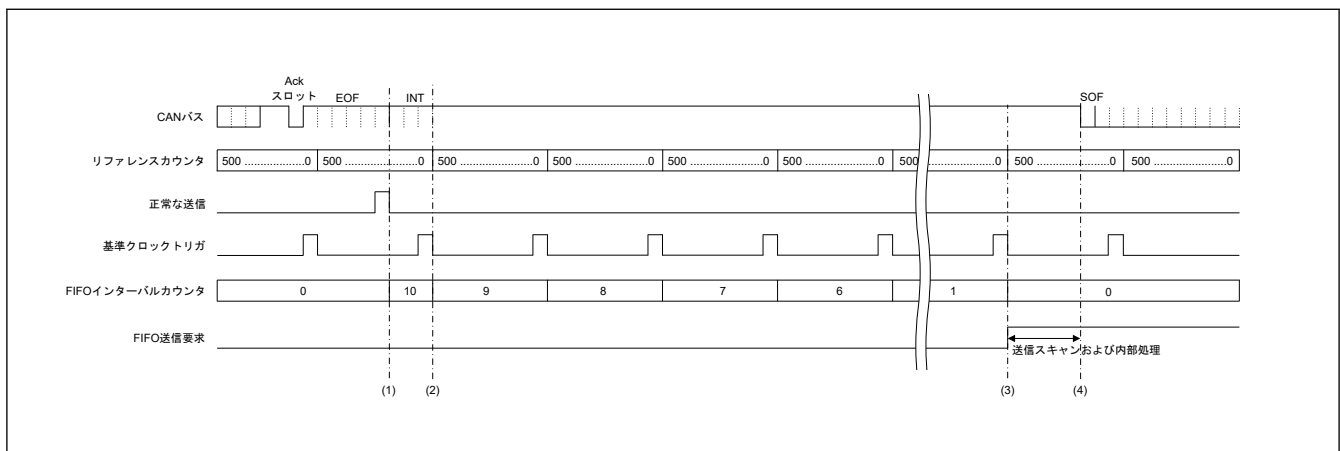 Ack
スロット
EOF
INT
SOF
CANバス
リファレンスカウンタ
500 ..................0
500 ......................0
500 ......................0
500 ......................0
500 ......................0
500 ......................0
500 ......................0
500 ......................0
500 ......................0
正常な送信
基準クロックトリガ
FIFOインターバルカウンタ
0
10
9
8
7
6
1
0
FIFO送信要求
送信スキャンおよび内部処理
(1)
(2)
(3)
(4)